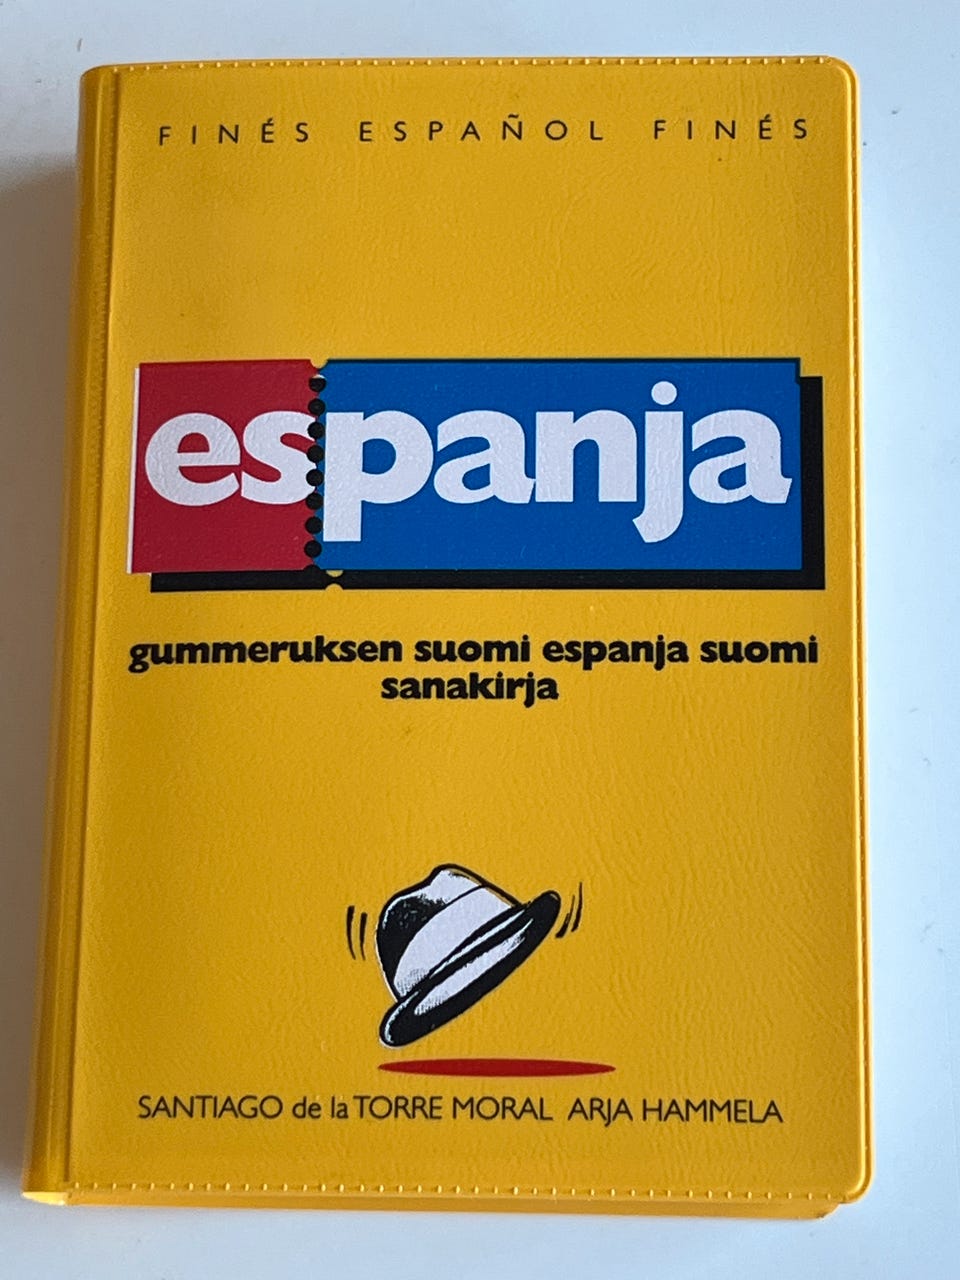 FINÉS ESPAÑOL FINÉS
espanja
gummeruksen suomi espanja suomi
sanakirja
SANTIAGO de la TORRE MORAL ARJA HAMMELA